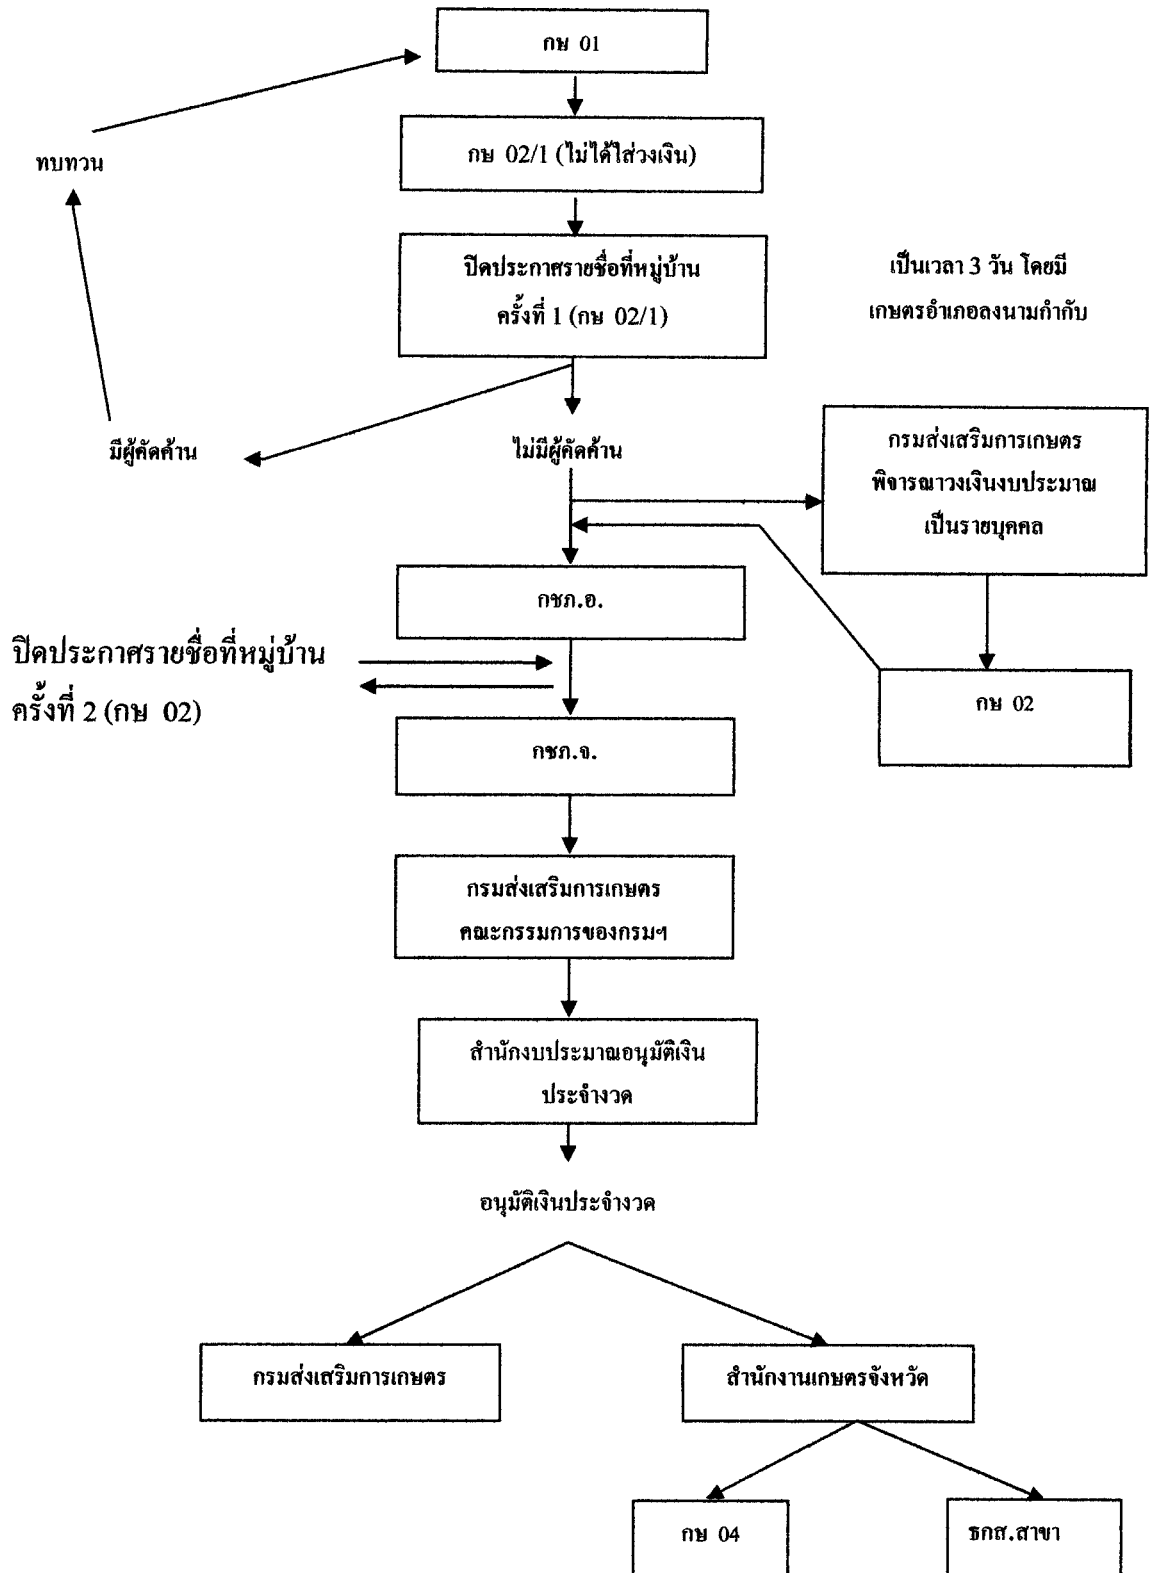 กษ 01
กษ 02/1 (ไม่ได้ใส่วงเงิน)
ทบทวน
ปิดประกาศรายชื่อที่หมู่บ้าน
ครั้งที่ 1 (กษ 02/1)
เป็นเวลา 3 วัน โดยมี
เกษตรอำเภอลงนามกำกับ
มีผู้คัดค้าน
ไม่มีผู้คัดค้าน
กรมส่งเสริมการเกษตร
พิจารณาวงเงินงบประมาณ
เป็นรายบุคคล
กชภ.อ.
ปิดประกาศรายชื่อที่หมู่บ้าน
ครั้งที่ 2 (กษ 02)
กษ 02
กชภ.จ.
กรมส่งเสริมการเกษตร
คณะกรรมการของกรมฯ
สำนักงบประมาณอนุมัติเงิน
ประจำงวด
อนุมัติเงินประจำงวด
กรมส่งเสริมการเกษตร
สำนักงานเกษตรจังหวัด
กษ 04
ธกส.สาขา